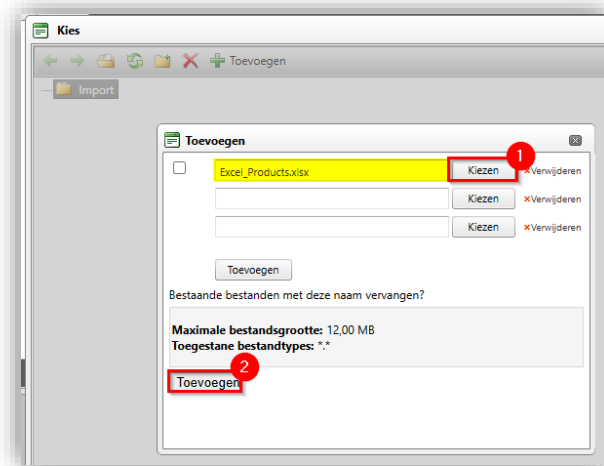 Kies
Toevoegen
Import
Toevoegen
1
Excel_Products.xlsx Kiezen Verwijderen
Kiezen Verwijderen
Kiezen Verwijderen
Toevoegen
Bestaande bestanden met deze naam vervangen?
Maximale bestandsgrootte: 12,00 MB
Toegestane bestandtypes: *.*
2
Toevoegen